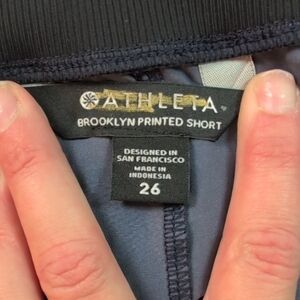 ATHLETA
BROOKLYN PRINTED SHORT
DESIGNED IN
SAN FRANCISCO
MADE IN
INDONESIA
26